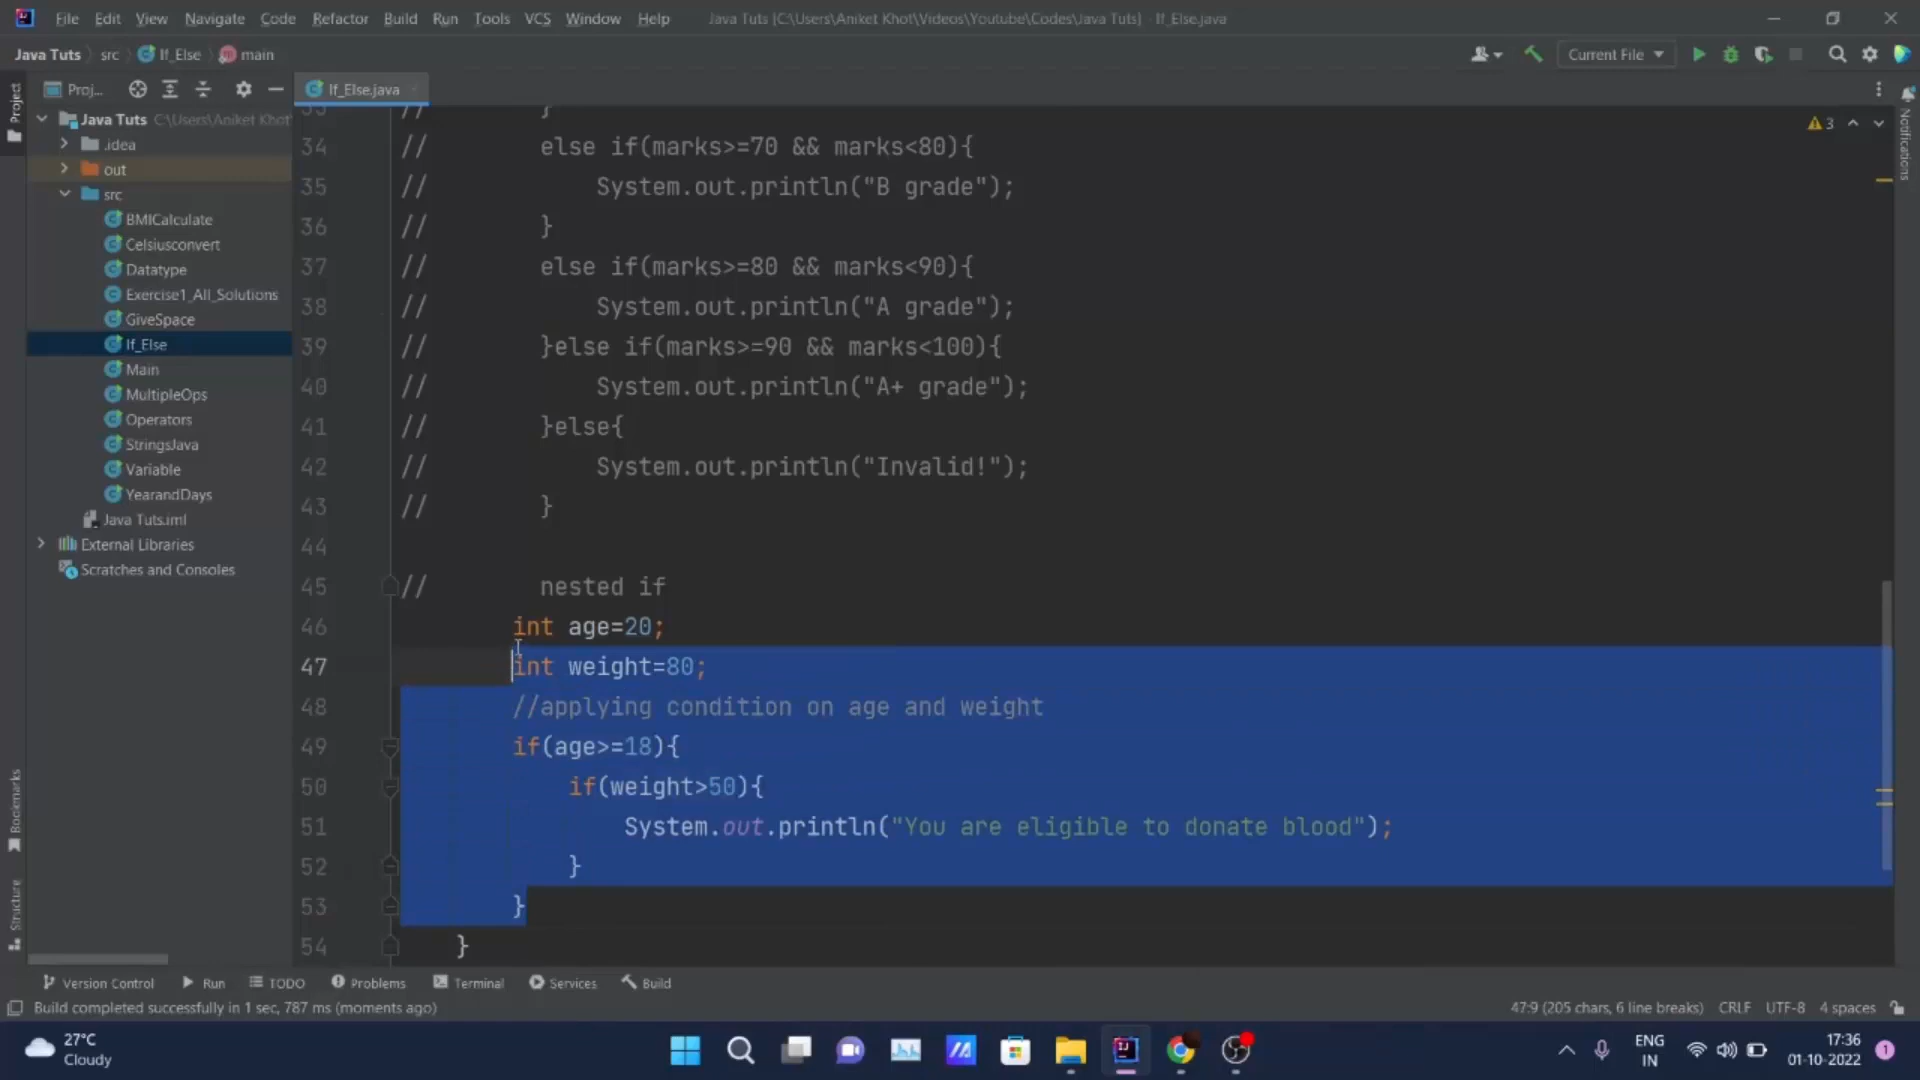 File Edit View Navigate Code Refactor Build Run Tools VCS Window Help Java Tuts [C:\Users\Aniket Khot\Videos\Youtube\Codes\Java Tuts] - If_Else.java
Java Tuts src If_Else main Current File
Project Proj... If_Else.java Notifications
Java Tuts C:\Users\Aniket Khot
.idea
out
src
BMICalculate
Celsiusconvert
Datatype
Exercise1_All_Solutions
GiveSpace
If_Else
Main
MultipleOps
Operators
StringsJava
Variable
YearandDays
Java Tuts.iml
External Libraries
Scratches and Consoles
3
33 // }
34 // else if(marks>=70 && marks<80){
35 // System.out.println("B grade");
36 // }
37 // else if(marks>=80 && marks<90){
38 // System.out.println("A grade");
39 // }else if(marks>=90 && marks<100){
40 // System.out.println("A+ grade");
41 // }else{
42 // System.out.println("Invalid!");
43 // }
44
45 // nested if
46 int age=20;
47 int weight=80;
48 //applying condition on age and weight
49 if(age>=18){
50 if(weight>50){
51 System.out.println("You are eligible to donate blood");
52 }
53 }
54 }
Bookmarks
Structure
Version Control Run TODO Problems Terminal Services Build
Build completed successfully in 1 sec, 787 ms (moments ago) 47:9 (205 chars, 6 line breaks) CRLF UTF-8 4 spaces
27°C
Cloudy
ENG
IN
17:36
01-10-2022
1